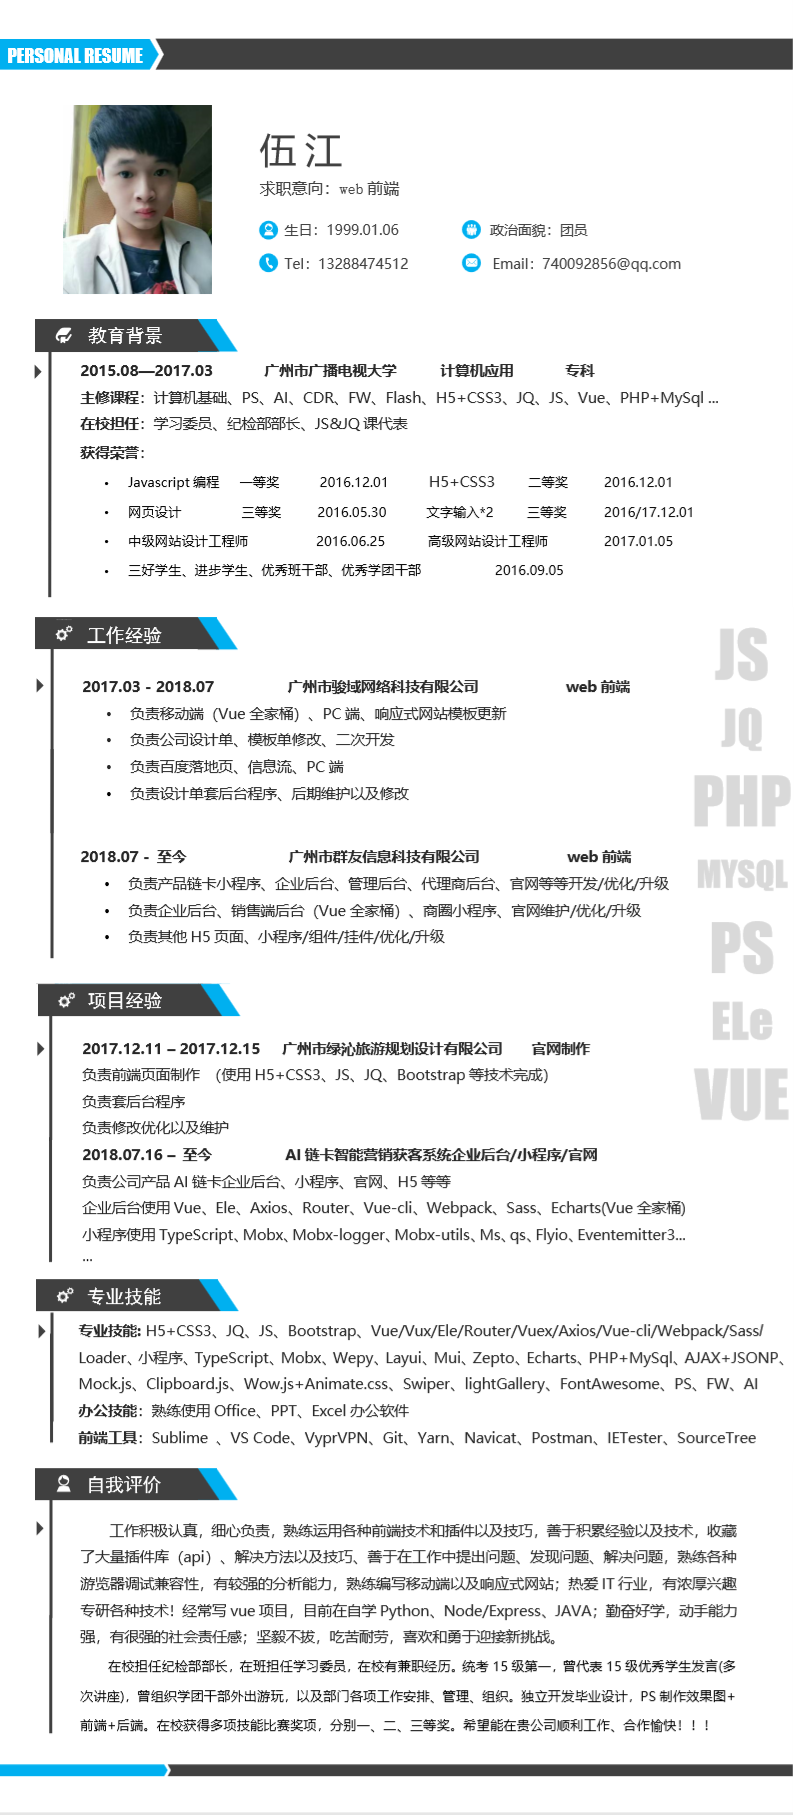 PERSONAL RESUME
伍江
求职意向：web 前端
生日：1999.01.06 政治面貌：团员
Tel：13288474512 Email：740092856@qq.com
教育背景
2015.08—2017.03 广州市广播电视大学 计算机应用 专科
主修课程：计算机基础、PS、AI、CDR、FW、Flash、H5+CSS3、JQ、JS、Vue、PHP+MySql ...
在校担任：学习委员、纪检部部长、JS&JQ 课代表
获得荣誉：
• Javascript 编程 一等奖 2016.12.01 H5+CSS3 二等奖 2016.12.01
• 网页设计 三等奖 2016.05.30 文字输入*2 三等奖 2016/17.12.01
• 中级网站设计工程师 2016.06.25 高级网站设计工程师 2017.01.05
• 三好学生、进步学生、优秀班干部、优秀学团干部 2016.09.05
工作经验
2017.03 - 2018.07 广州市骏域网络科技有限公司 web 前端
• 负责移动端（Vue 全家桶）、PC 端、响应式网站模板更新
• 负责公司设计单、模板单修改、二次开发
• 负责百度落地页、信息流、PC 端
• 负责设计单套后台程序、后期维护以及修改
2018.07 - 至今 广州市群友信息科技有限公司 web 前端
• 负责产品链卡小程序、企业后台、管理后台、代理商后台、官网等等开发/优化/升级
• 负责企业后台、销售端后台（Vue 全家桶）、商圈小程序、官网维护/优化/升级
• 负责其他 H5 页面、小程序/组件/挂件/优化/升级
JS
JQ
PHP
MYSQL
PS
ELe
VUE
项目经验
2017.12.11 – 2017.12.15 广州市绿沁旅游规划设计有限公司 官网制作
负责前端页面制作 （使用 H5+CSS3、JS、JQ、Bootstrap 等技术完成）
负责套后台程序
负责修改优化以及维护
2018.07.16 – 至今 AI 链卡智能营销获客系统企业后台/小程序/官网
负责公司产品 AI 链卡企业后台、小程序、官网、H5 等等
企业后台使用 Vue、Ele、Axios、Router、Vue-cli、Webpack、Sass、Echarts(Vue 全家桶)
小程序使用 TypeScript、Mobx、Mobx-logger、Mobx-utils、Ms、qs、Flyio、Eventemitter3...
...
专业技能
专业技能: H5+CSS3、JQ、JS、Bootstrap、Vue/Vux/Ele/Router/Vuex/Axios/Vue-cli/Webpack/Sass/
Loader、小程序、TypeScript、Mobx、Wepy、Layui、Mui、Zepto、Echarts、PHP+MySql、AJAX+JSONP、
Mock.js、Clipboard.js、Wow.js+Animate.css、Swiper、lightGallery、FontAwesome、PS、FW、AI
办公技能：熟练使用 Office、PPT、Excel 办公软件
前端工具：Sublime 、VS Code、VyprVPN、Git、Yarn、Navicat、Postman、IETester、SourceTree
自我评价
工作积极认真，细心负责，熟练运用各种前端技术和插件以及技巧，善于积累经验以及技术，收藏
了大量插件库（api）、解决方法以及技巧、善于在工作中提出问题、发现问题、解决问题，熟练各种
游览器调试兼容性，有较强的分析能力，熟练编写移动端以及响应式网站；热爱 IT 行业，有浓厚兴趣
专研各种技术！经常写 vue 项目，目前在自学 Python、Node/Express、JAVA；勤奋好学，动手能力
强，有很强的社会责任感；坚毅不拔，吃苦耐劳，喜欢和勇于迎接新挑战。
在校担任纪检部部长，在班担任学习委员，在校有兼职经历。统考 15 级第一，曾代表 15 级优秀学生发言(多
次讲座)，曾组织学团干部外出游玩，以及部门各项工作安排、管理、组织。独立开发毕业设计，PS 制作效果图+
前端+后端。在校获得多项技能比赛奖项，分别一、二、三等奖。希望能在贵公司顺利工作、合作愉快！！！